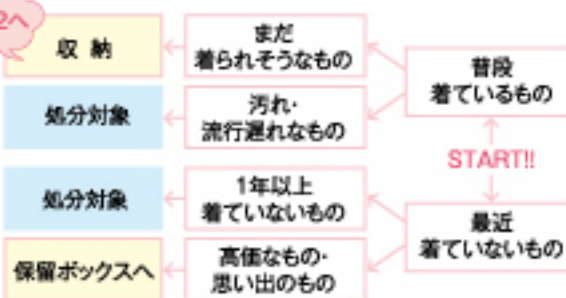 2へ
収 納
まだ
着られそうなもの
普段
着ているもの
処分対象
汚れ・
流行遅れなもの
START!!
処分対象
1年以上
着ていないもの
最近
着ていないもの
保留ボックスへ
高価なもの・
思い出のもの